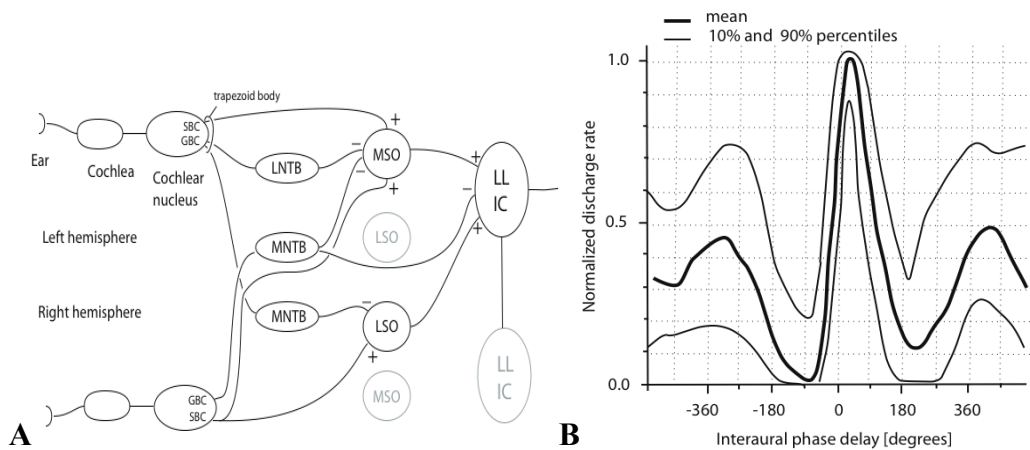 trapezoid body
SBC
GBC
+
Ear
Cochlea
Cochlear
nucleus
LNTB
−
MSO
−
+
+
−
+
LL
IC
Left hemisphere
MNTB
LSO
Right hemisphere
MNTB
−
LSO
+
GBC
SBC
MSO
LL
IC
A
mean
10% and 90% percentiles
Normalized discharge rate
1.0
0.5
0.0
-360
-180
0
180
360
Interaural phase delay [degrees]
B